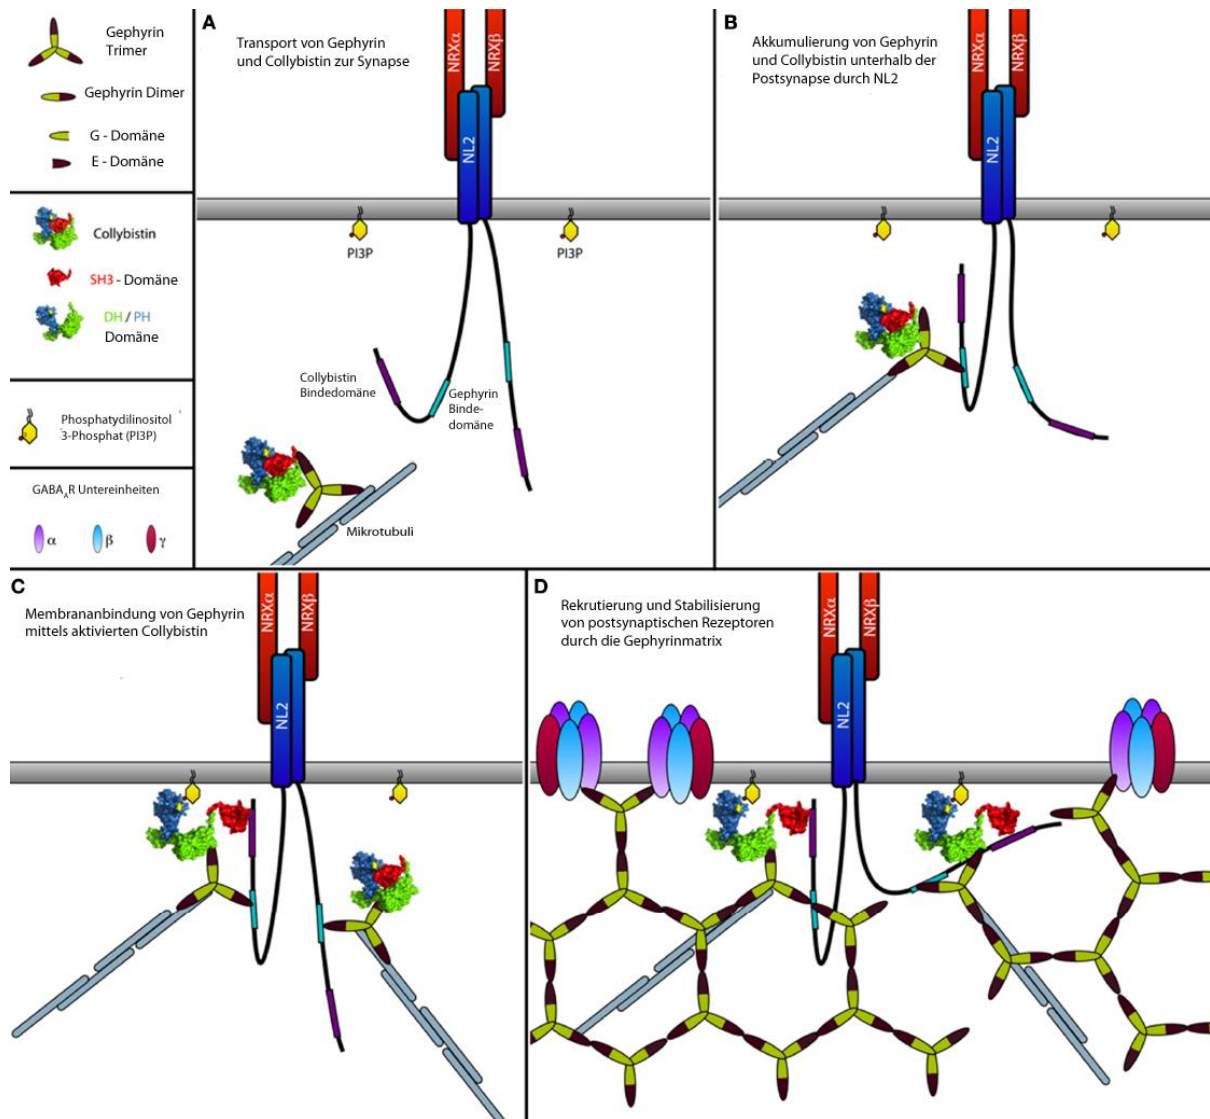 Gephyrin
Trimer
Gephyrin Dimer
G - Domäne
E - Domäne
Collybistin
SH3 - Domäne
DH / PH
Domäne
Phosphatydilinositol
3-Phosphat (PI3P)
GABA_AR Untereinheiten
α
β
γ
A
Transport von Gephyrin
und Collybistin zur Synapse
NRXα
NRXβ
NL2
PI3P
PI3P
Collybistin
Bindedomäne
Gephyrin
Binde-
domäne
Mikrotubuli
B
Akkumulierung von Gephyrin
und Collybistin unterhalb der
Postsynapse durch NL2
NRXα
NRXβ
NL2
C
Membrananbindung von Gephyrin
mittels aktivierten Collybistin
NRXα
NRXβ
NL2
D
Rekrutierung und Stabilisierung
von postsynaptischen Rezeptoren
durch die Gephyrinmatrix
NRXα
NRXβ
NL2